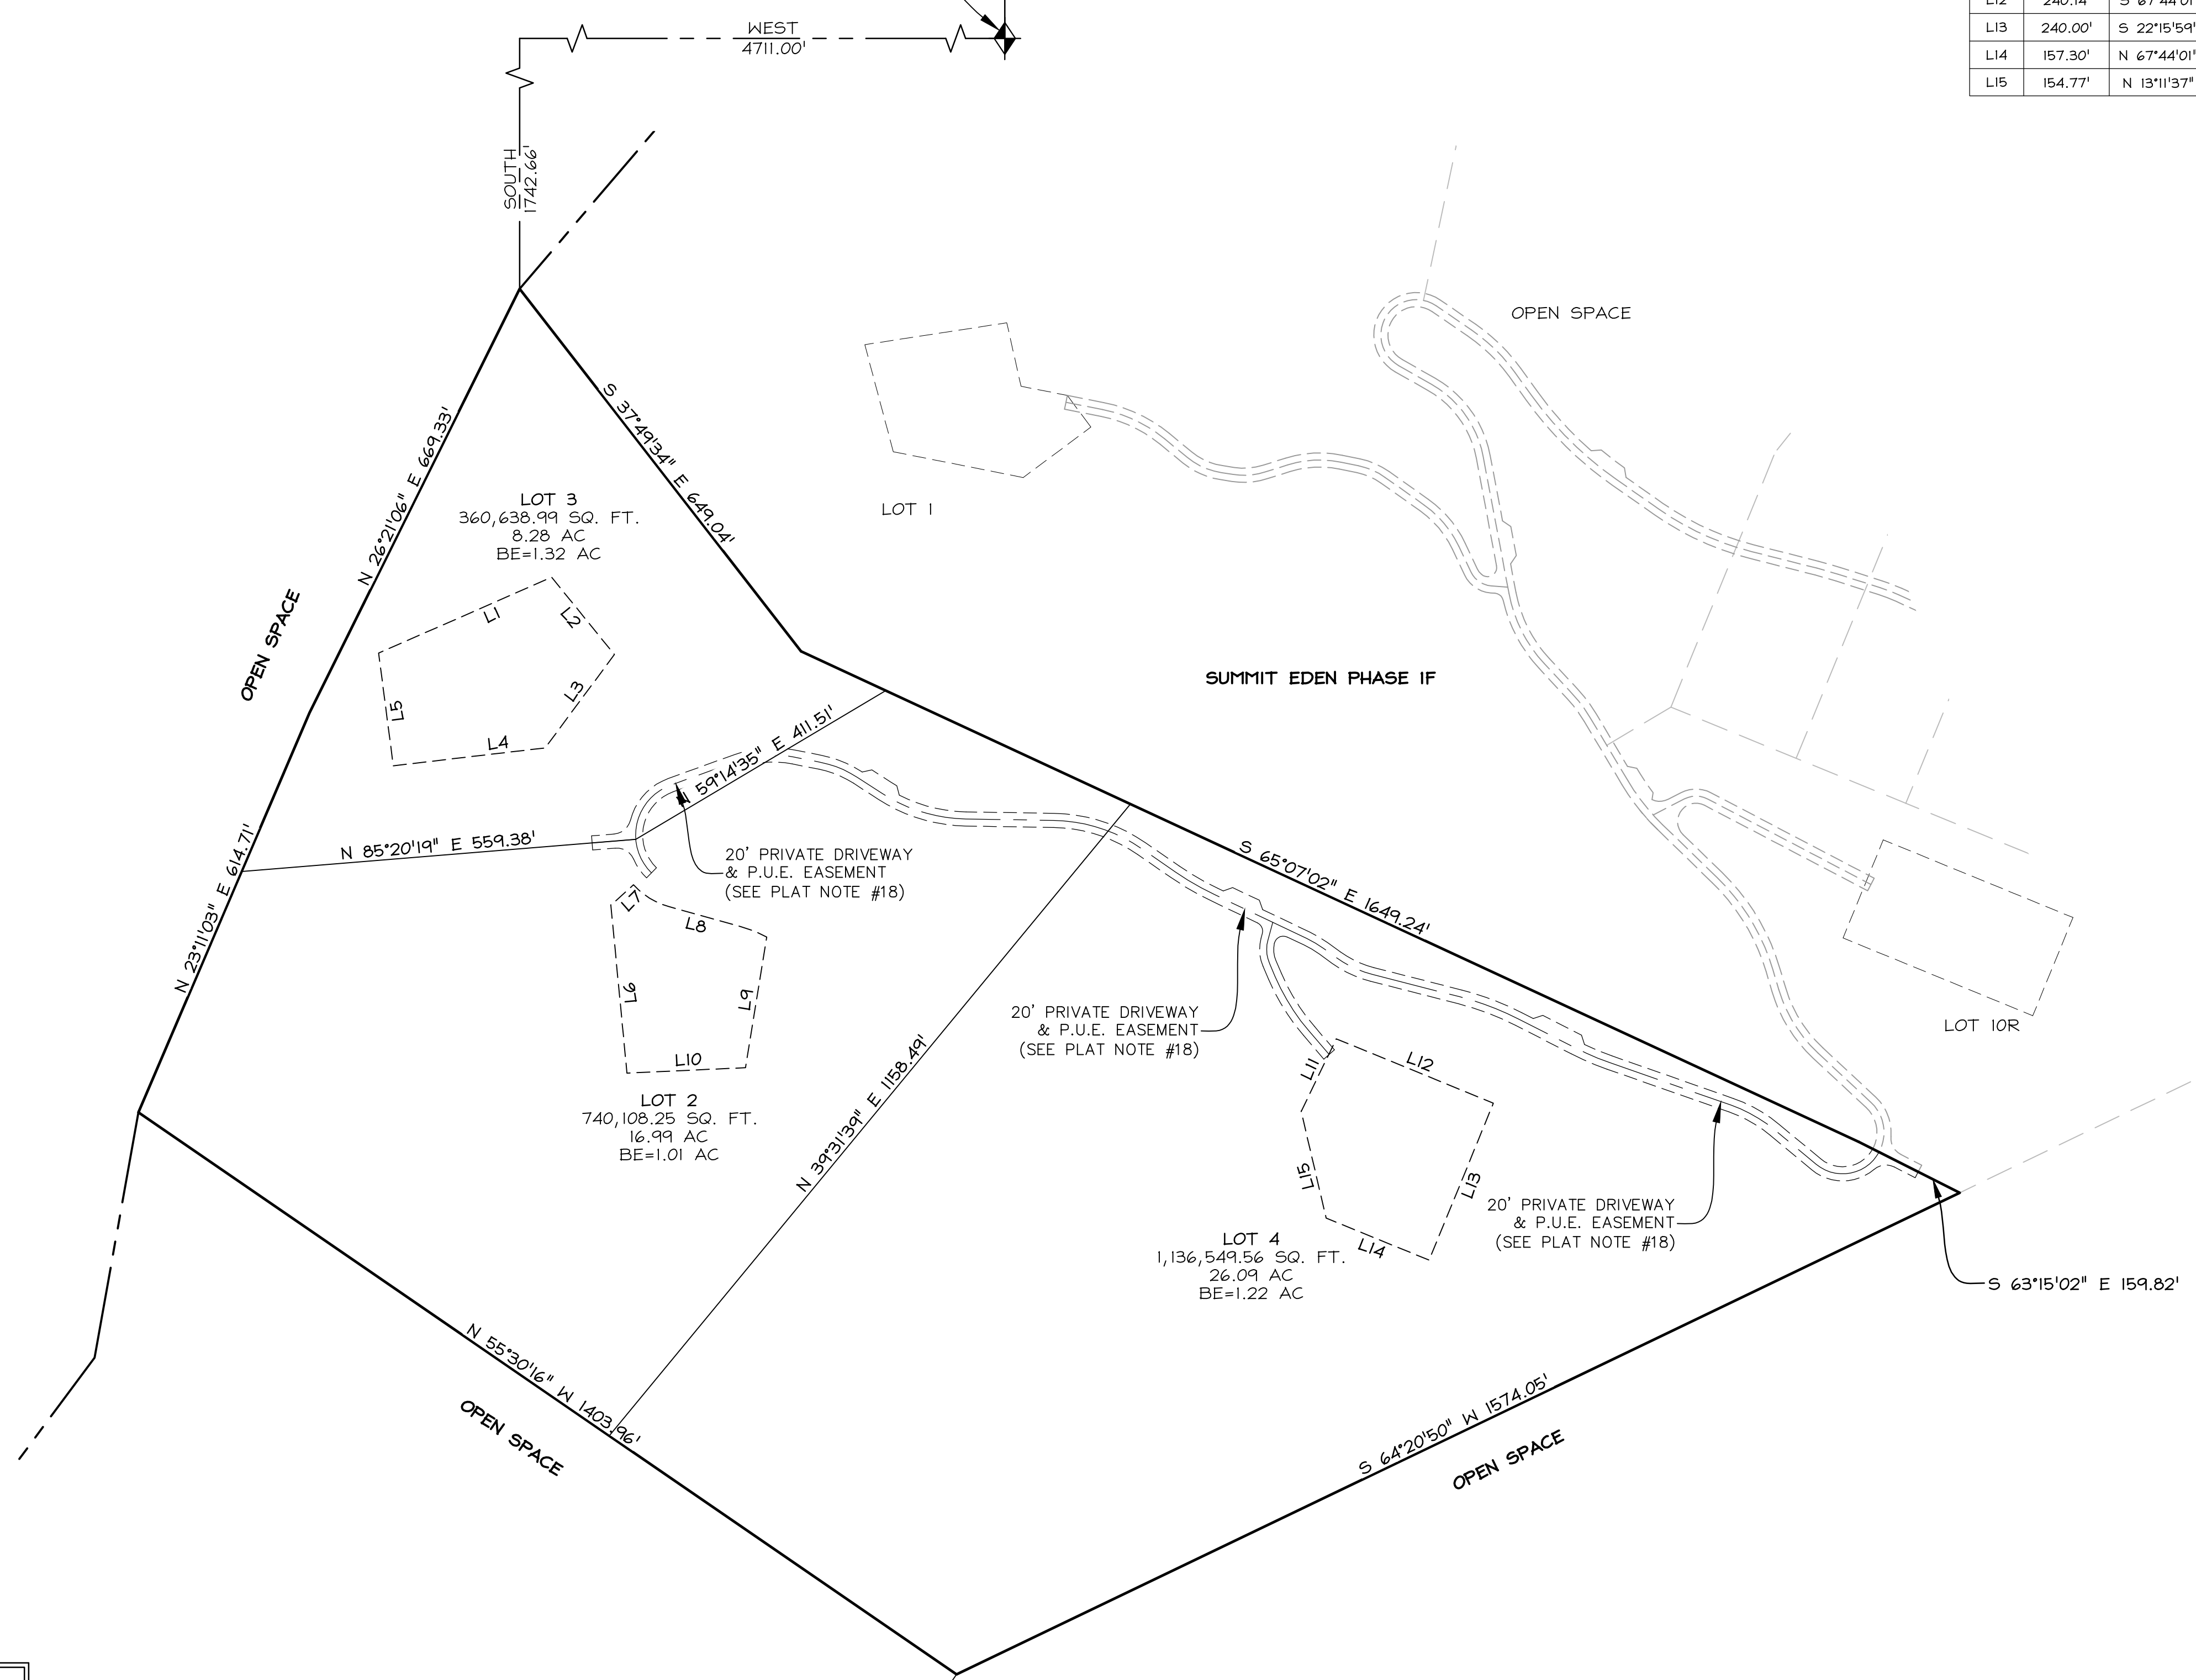 WEST
4711.00'
L12 240.14'
L13 240.00' S 22°15'59"
L14 157.30' N 67°44'01"
L15 154.77' N 13°11'37"
SOUTH
1742.66'
OPEN SPACE
S 37°49'34" E 649.04'
N 26°21'06" E 669.33'
LOT 3
360,638.99 SQ. FT.
8.28 AC
BE=1.32 AC
LOT 1
L1
L2
L3
L4
L5
OPEN SPACE
SUMMIT EDEN PHASE 1F
59°14'35" E 411.51'
N 85°20'19" E 559.38'
N 23°11'03" E 614.71'
20' PRIVATE DRIVEWAY
& P.U.E. EASEMENT
(SEE PLAT NOTE #18)
S 65°07'02" E 1649.24'
L7
L8
L6
L9
L10
LOT 2
740,108.25 SQ. FT.
16.99 AC
BE=1.01 AC
20' PRIVATE DRIVEWAY
& P.U.E. EASEMENT
(SEE PLAT NOTE #18)
N 39°31'39" E 1158.49'
LOT 10R
L11
L12
L15
L13
L14
LOT 4
1,136,549.56 SQ. FT.
26.09 AC
BE=1.22 AC
20' PRIVATE DRIVEWAY
& P.U.E. EASEMENT
(SEE PLAT NOTE #18)
S 63°15'02" E 159.82'
N 55°30'16" W 1403.96'
OPEN SPACE
S 64°20'50" W 1574.05'
OPEN SPACE